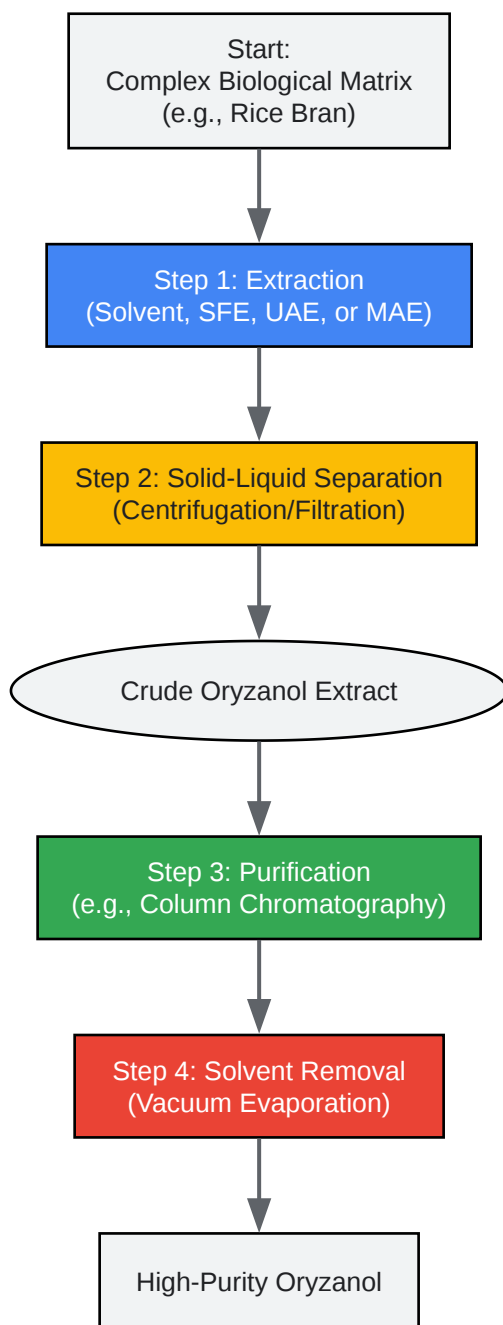 Start:
Complex Biological Matrix
(e.g., Rice Bran)
Step 1: Extraction
(Solvent, SFE, UAE, or MAE)
Step 2: Solid-Liquid Separation
(Centrifugation/Filtration)
Crude Oryzanol Extract
Step 3: Purification
(e.g., Column Chromatography)
Step 4: Solvent Removal
(Vacuum Evaporation)
High-Purity Oryzanol